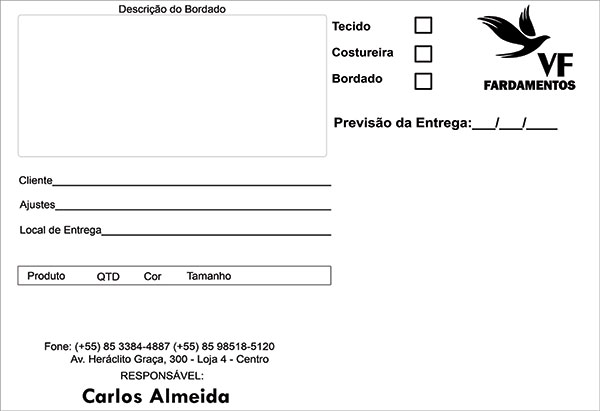 Descrição do Bordado
Tecido
Costureira
Bordado
VF
FARDAMENTOS
Previsão da Entrega:___/___/____
Cliente
Ajustes
Local de Entrega
Produto QTD Cor Tamanho
Fone: (+55) 85 3384-4887 (+55) 85 98518-5120
Av. Heráclito Graça, 300 - Loja 4 - Centro
RESPONSÁVEL:
Carlos Almeida